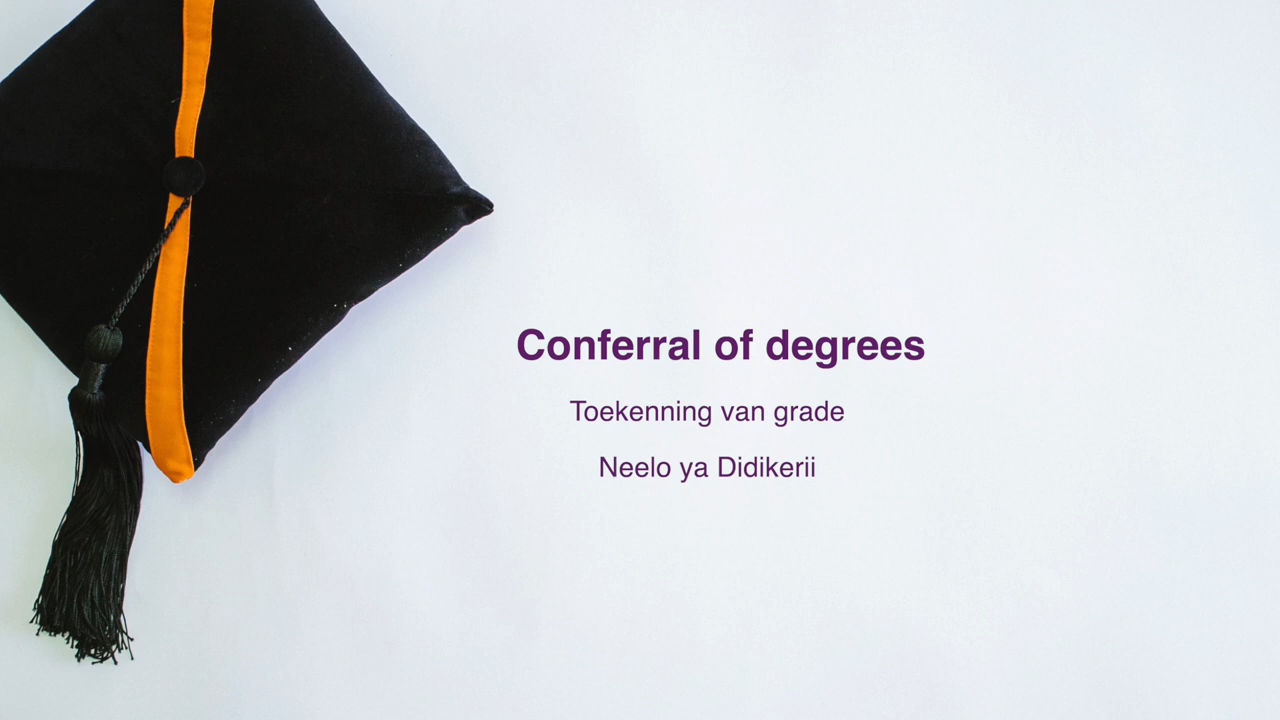 Conferral of degrees
Toekenning van grade
Neelo ya Didikerii